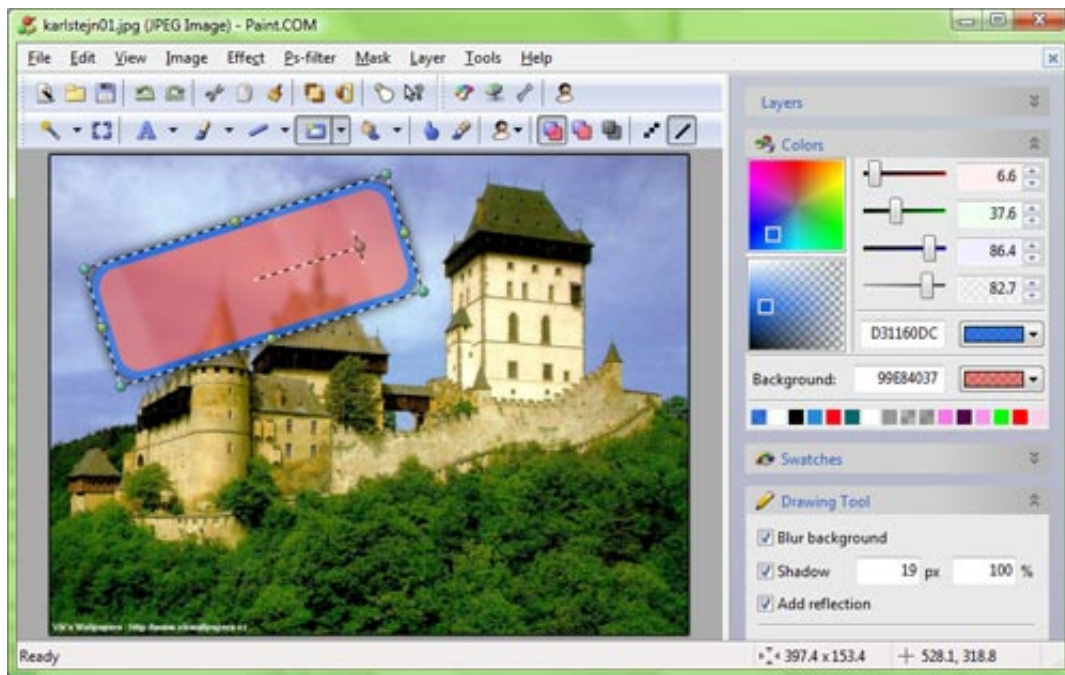 karlstejn01.jpg (JPEG Image) - Paint.COM
File Edit View Image Effect Ps-filter Mask Layer Tools Help
Layers
Colors
6.6
37.6
86.4
82.7
D31160DC
Background: 99E84037
Swatches
Drawing Tool
Blur background
Shadow 19 px 100 %
Add reflection
Ready 397.4 x 153.4 528.1, 318.8